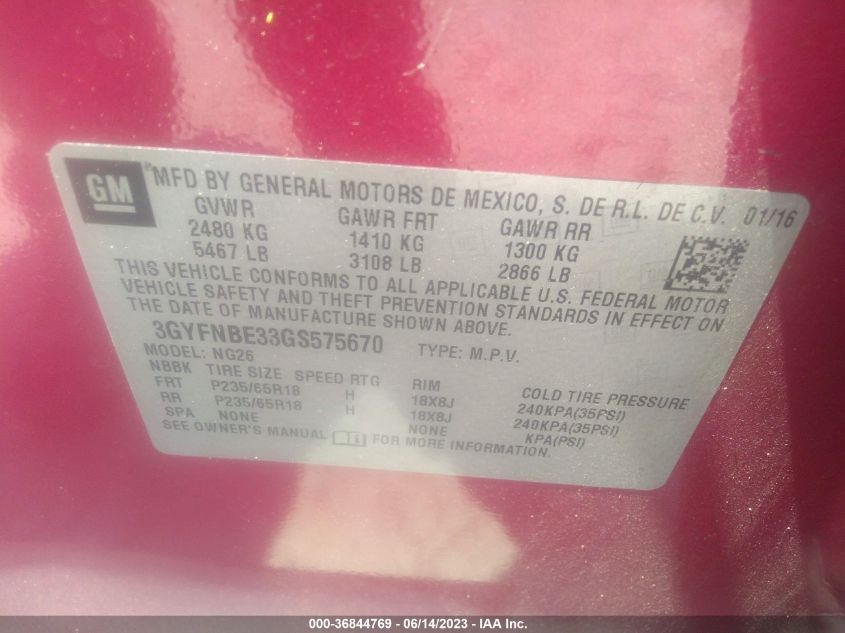 GM
MFD BY GENERAL MOTORS DE MEXICO, S. DE R.L. DE C.V. 01/16
GVWR GAWR FRT GAWR RR
2480 KG 1410 KG 1300 KG
5467 LB 3108 LB 2866 LB
THIS VEHICLE CONFORMS TO ALL APPLICABLE U.S. FEDERAL MOTOR
VEHICLE SAFETY AND THEFT PREVENTION STANDARDS IN EFFECT ON
THE DATE OF MANUFACTURE SHOWN ABOVE.
3GYFNBE33GS575670 TYPE: M.P.V.
MODEL: NG26
NBBK TIRE SIZE SPEED RTG RIM COLD TIRE PRESSURE
FRT P235/65R18 H 18X8J 240KPA(35PSI)
RR P235/65R18 H 18X8J 240KPA(35PSI)
SPA NONE NONE KPA(PSI)
SEE OWNER'S MANUAL FOR MORE INFORMATION.
000-36844769 - 06/14/2023 - IAA Inc.